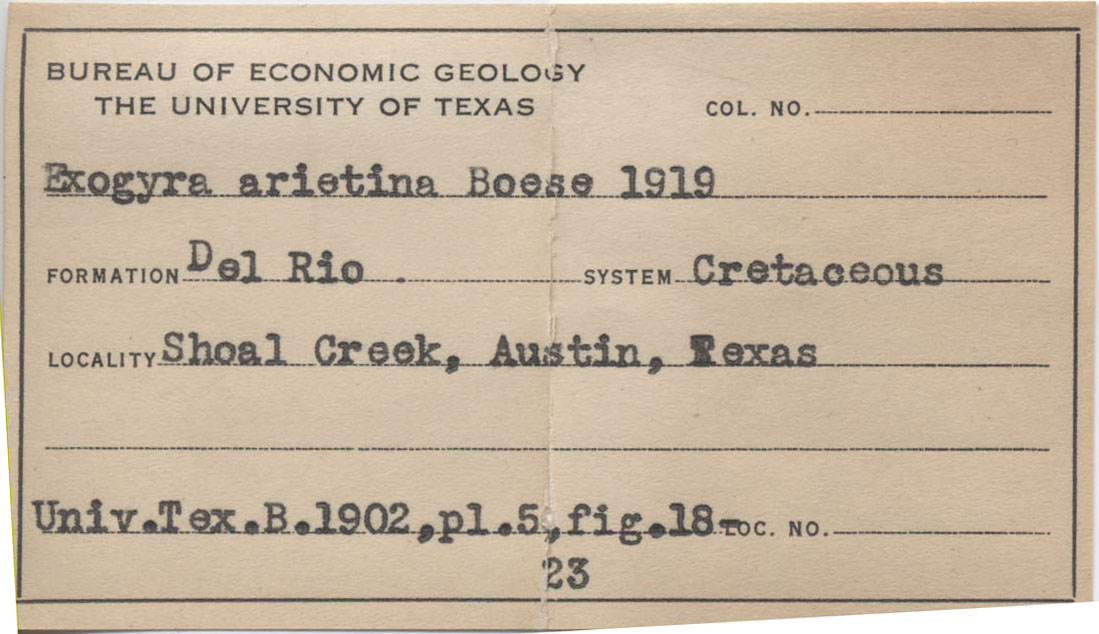 BUREAU OF ECONOMIC GEOLOGY
THE UNIVERSITY OF TEXAS COL. NO.
Exogyra arietina Boese 1919
FORMATION Del Rio . SYSTEM Cretaceous
LOCALITY Shoal Creek, Austin, Texas
Univ.Tex.B.1902,pl.5,fig.18- LOC. NO.
23